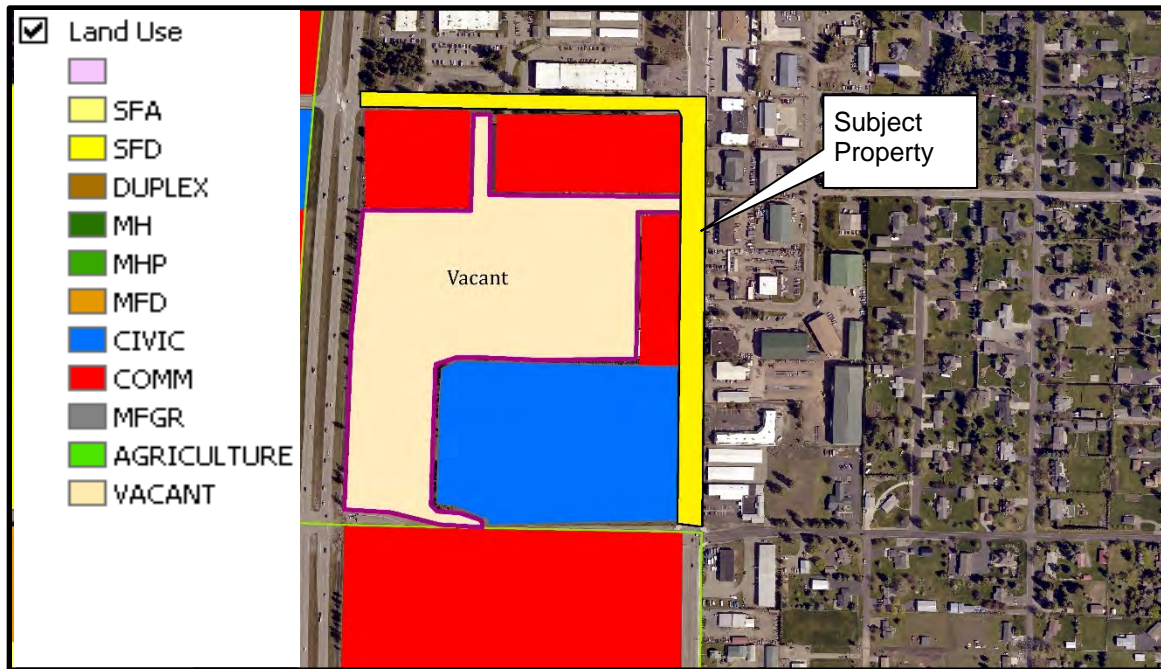 Land Use
SFA
SFD
DUPLEX
MH
MHP
MFD
CIVIC
COMM
MFGR
AGRICULTURE
VACANT
Vacant
Subject
Property